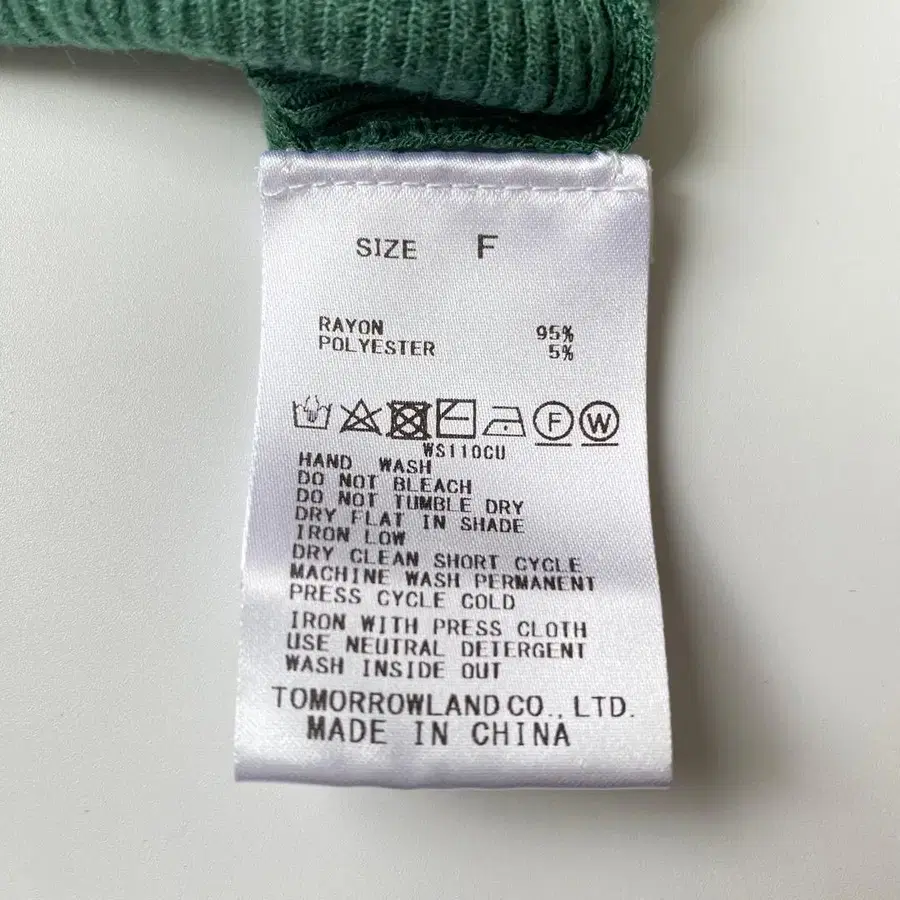 SIZE F
RAYON 95%
POLYESTER 5%
F W
WS110CU
HAND WASH
DO NOT BLEACH
DO NOT TUMBLE DRY
DRY FLAT IN SHADE
IRON LOW
DRY CLEAN SHORT CYCLE
MACHINE WASH PERMANENT
PRESS CYCLE COLD
IRON WITH PRESS CLOTH
USE NEUTRAL DETERGENT
WASH INSIDE OUT
TOMORROWLAND CO., LTD.
MADE IN CHINA